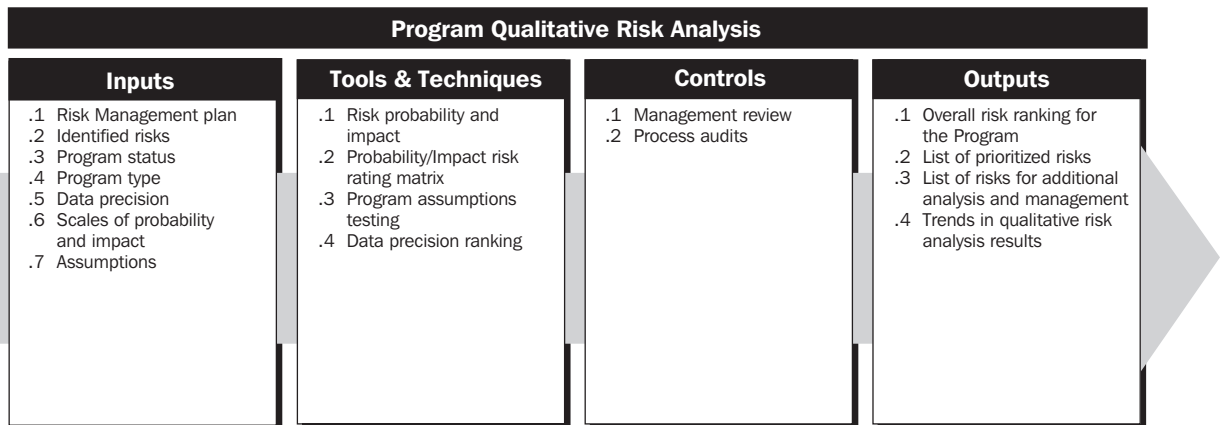 Program Qualitative Risk Analysis
Inputs
.1 Risk Management plan
.2 Identified risks
.3 Program status
.4 Program type
.5 Data precision
.6 Scales of probability
and impact
.7 Assumptions
Tools & Techniques
.1 Risk probability and
impact
.2 Probability/Impact risk
rating matrix
.3 Program assumptions
testing
.4 Data precision ranking
Controls
.1 Management review
.2 Process audits
Outputs
.1 Overall risk ranking for
the Program
.2 List of prioritized risks
.3 List of risks for additional
analysis and management
.4 Trends in qualitative risk
analysis results